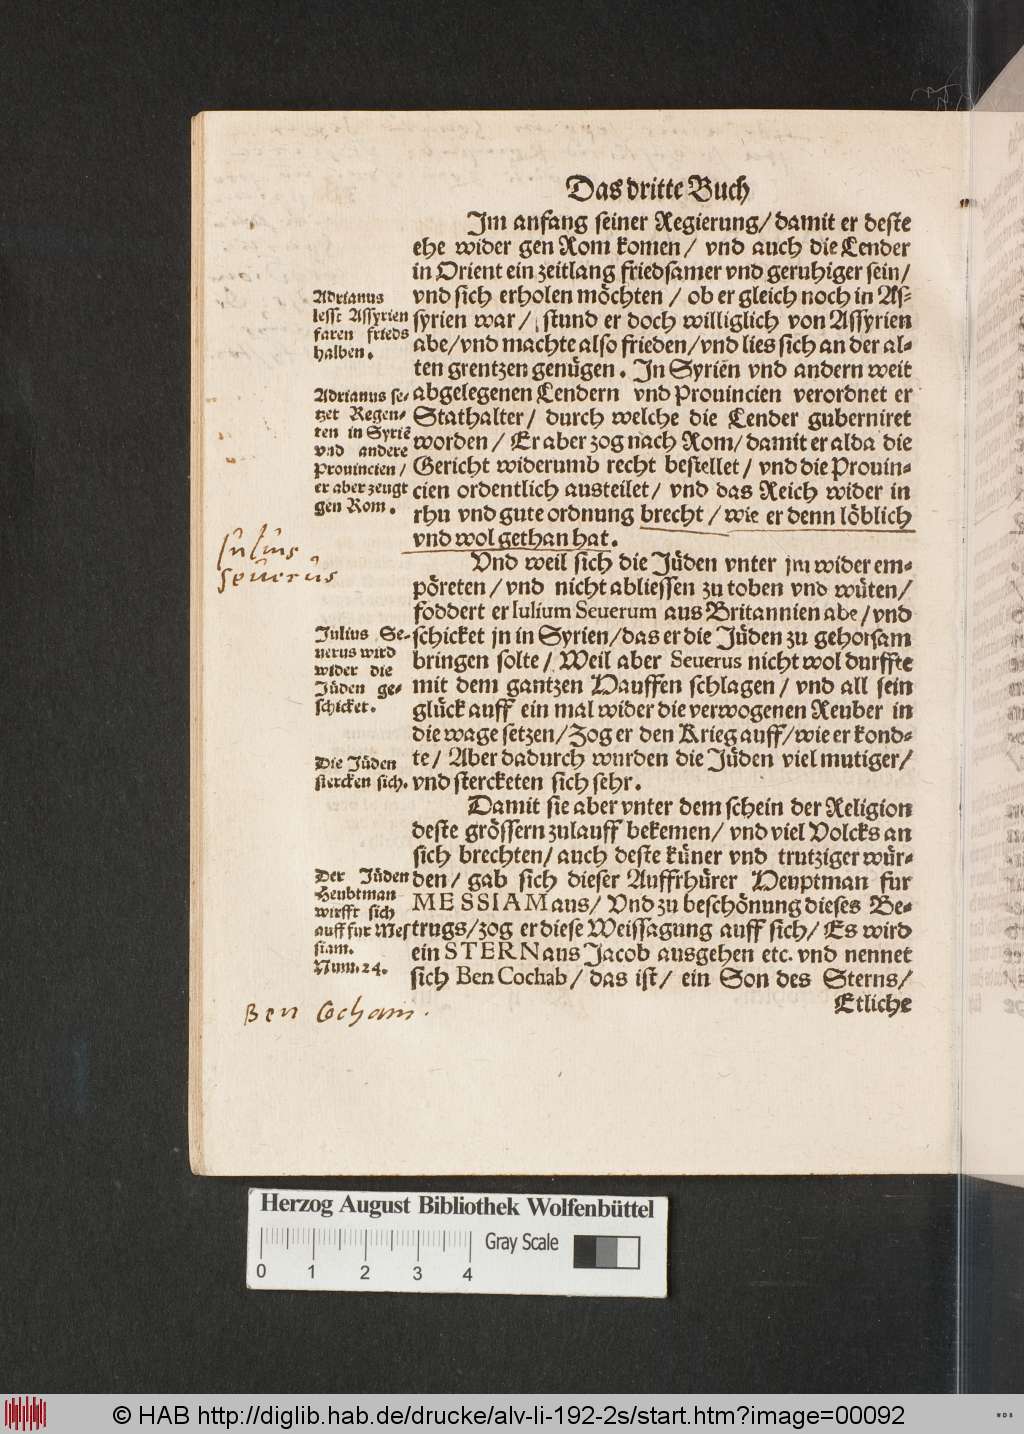 Das dritte Buch
Im anfang seiner Regierung/ damit er deste
ehe wider gen Rom komen/ vnd auch die Lender
in Orient ein zeitlang friedsamer vnd geruhiger sein/
vnd sich erholen möchten/ ob er gleich noch in As-
syrien war/ stund er doch williglich von Assyrien
abe/ vnd machte also frieden/ vnd lies sich an der al-
ten grentzen genügen. In Syrien vnd andern weit
abgelegenen Lendern vnd Prouincien verordnet er
Stathalter/ durch welche die Lender guberniret
worden/ Er aber zog nach Rom/ damit er alda die
Gericht widerumb recht bestellet/ vnd die Prouin-
cien ordentlich austeilet/ vnd das Reich wider in
rhu vnd gute ordnung brecht/ wie er denn löblich
vnd wol gethan hat.
Vnd weil sich die Jüden vnter jm wider em-
pöreten/ vnd nicht abliessen zu toben vnd wüten/
foddert er Iulium Seuerum aus Britannien abe/ vnd
schicket jn in Syrien/ das er die Jüden zu gehorsam
bringen solte/ Weil aber Seuerus nicht wol durffte
mit dem gantzen Hauffen schlagen/ vnd all sein
glück auff ein mal wider die verwogenen Reuber in
die wage setzen/ Zog er den Krieg auff/ wie er kond-
te/ Aber dadurch wurden die Jüden viel mutiger/
vnd stercketen sich sehr.
Damit sie aber vnter dem schein der Religion
deste grössern zulauff bekemen/ vnd viel Volcks an
sich brechten/ auch deste küner vnd trutziger wür-
den/ gab sich dieser Auffrhürer Heuptman fur
MESSIAM aus/ Vnd zu beschönung dieses Be-
trugs/ zog er diese Weissagung auff sich/ Es wird
ein STERN aus Jacob ausgehen etc. vnd nennet
sich Ben Cochab/ das ist/ ein Son des Sterns/
Etliche
Adrianus
lesst Assyrien
faren frieds
halben.
Adrianus se-
tzet Regen-
ten in Syriē
vnd andere
Prouincien/
er aber zeugt
gen Rom.
Julius
Seuerus
Julius Se-
uerus wird
wider die
Jüden ge-
schicket.
Die Jüden
stercken sich.
Der Jüden
Heubtman
wirfft sich
auff fur Mes
siam.
Num. 24.
Ben Cocham.
Herzog August Bibliothek Wolfenbüttel
Gray Scale
0 1 2 3 4
© HAB http://diglib.hab.de/drucke/alv-li-192-2s/start.htm?image=00092